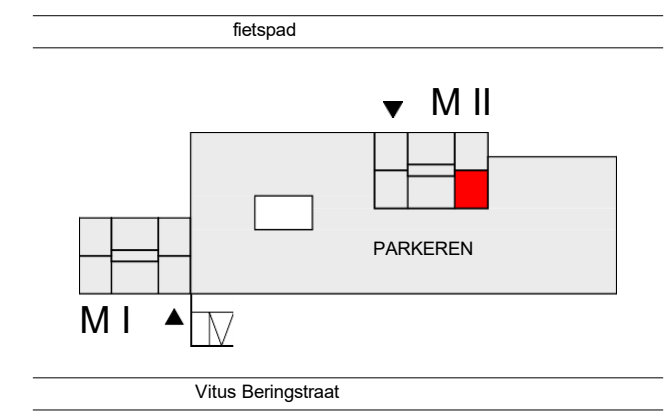 fietspad
M II
PARKEREN
M I
Vitus Beringstraat